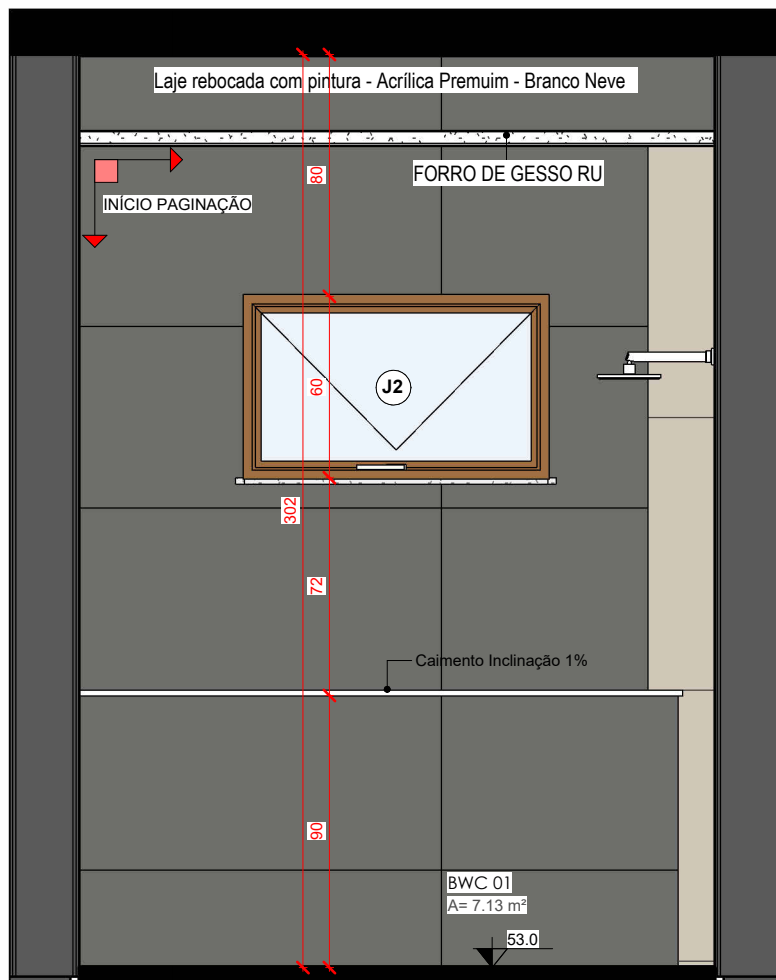 Laje rebocada com pintura - Acrílica Premuim - Branco Neve
FORRO DE GESSO RU
80
INÍCIO PAGINAÇÃO
J2
60
302
72
Caimento Inclinação 1%
90
BWC 01
A= 7.13 m²
53.0